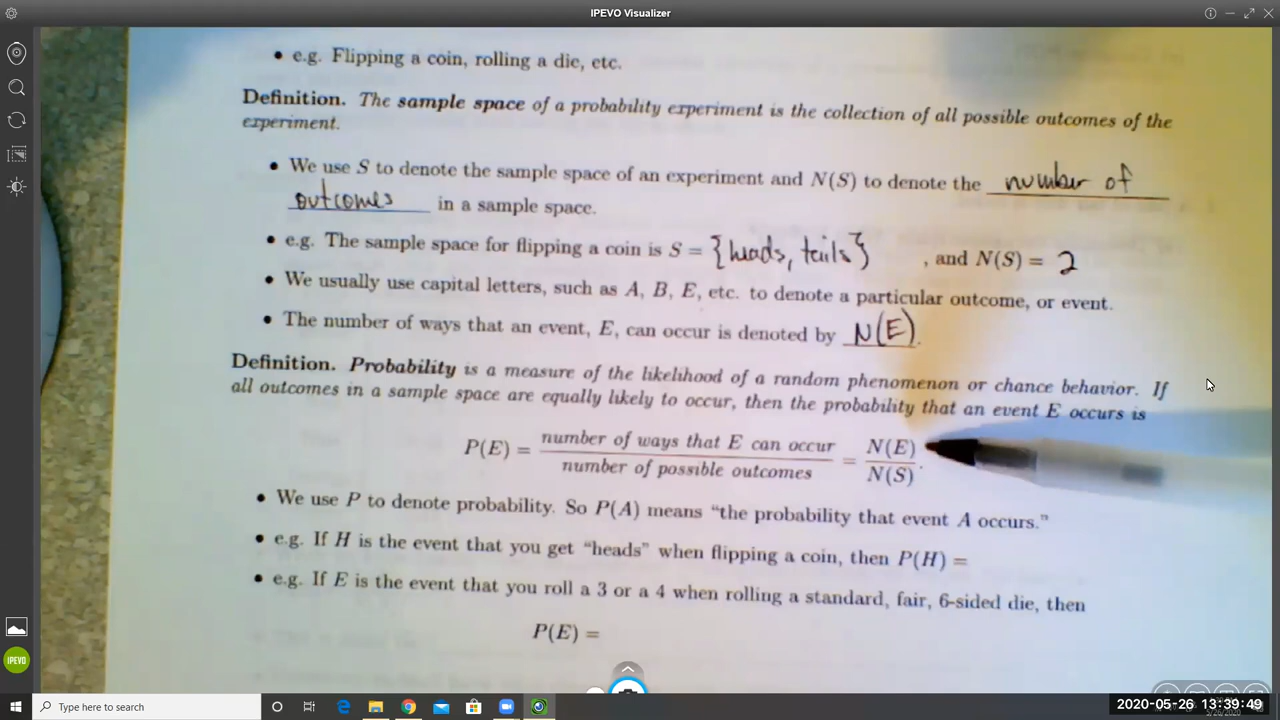 IPEVO Visualizer
• e.g. Flipping a coin, rolling a die, etc.
Definition. The sample space of a probability experiment is the collection of all possible outcomes of the
experiment.
• We use S to denote the sample space of an experiment and N(S) to denote the number of
outcomes in a sample space.
• e.g. The sample space for flipping a coin is S = {heads, tails} , and N(S) = 2
• We usually use capital letters, such as A, B, E, etc. to denote a particular outcome, or event.
• The number of ways that an event, E, can occur is denoted by N(E).
Definition. Probability is a measure of the likelihood of a random phenomenon or chance behavior. If
all outcomes in a sample space are equally likely to occur, then the probability that an event E occurs is
P(E) = number of ways that E can occur / number of possible outcomes = N(E) / N(S).
• We use P to denote probability. So P(A) means “the probability that event A occurs.”
• e.g. If H is the event that you get “heads” when flipping a coin, then P(H) =
• e.g. If E is the event that you roll a 3 or a 4 when rolling a standard, fair, 6-sided die, then
P(E) =
IPEVO
Type here to search
2020-05-26 13:39:49